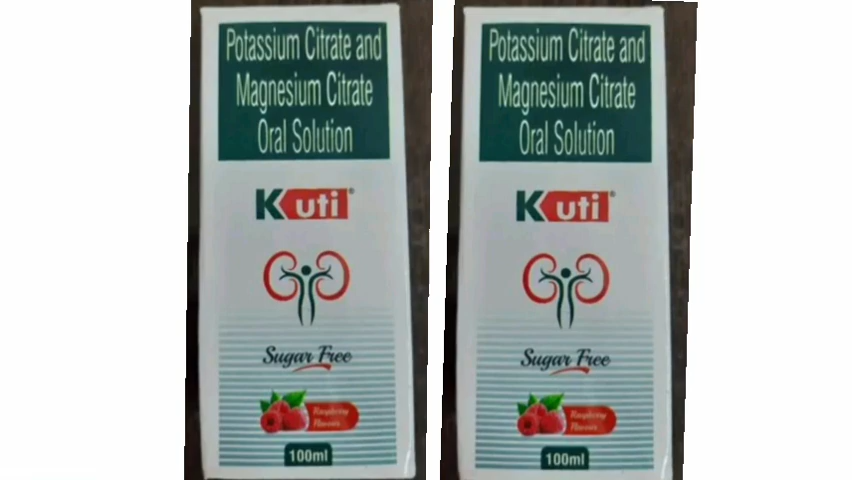 Potassium Citrate and
Magnesium Citrate
Oral Solution
Kuti®
Sugar Free
Raspberry
Flavour
100ml
Potassium Citrate and
Magnesium Citrate
Oral Solution
Kuti®
Sugar Free
Raspberry
Flavour
100ml